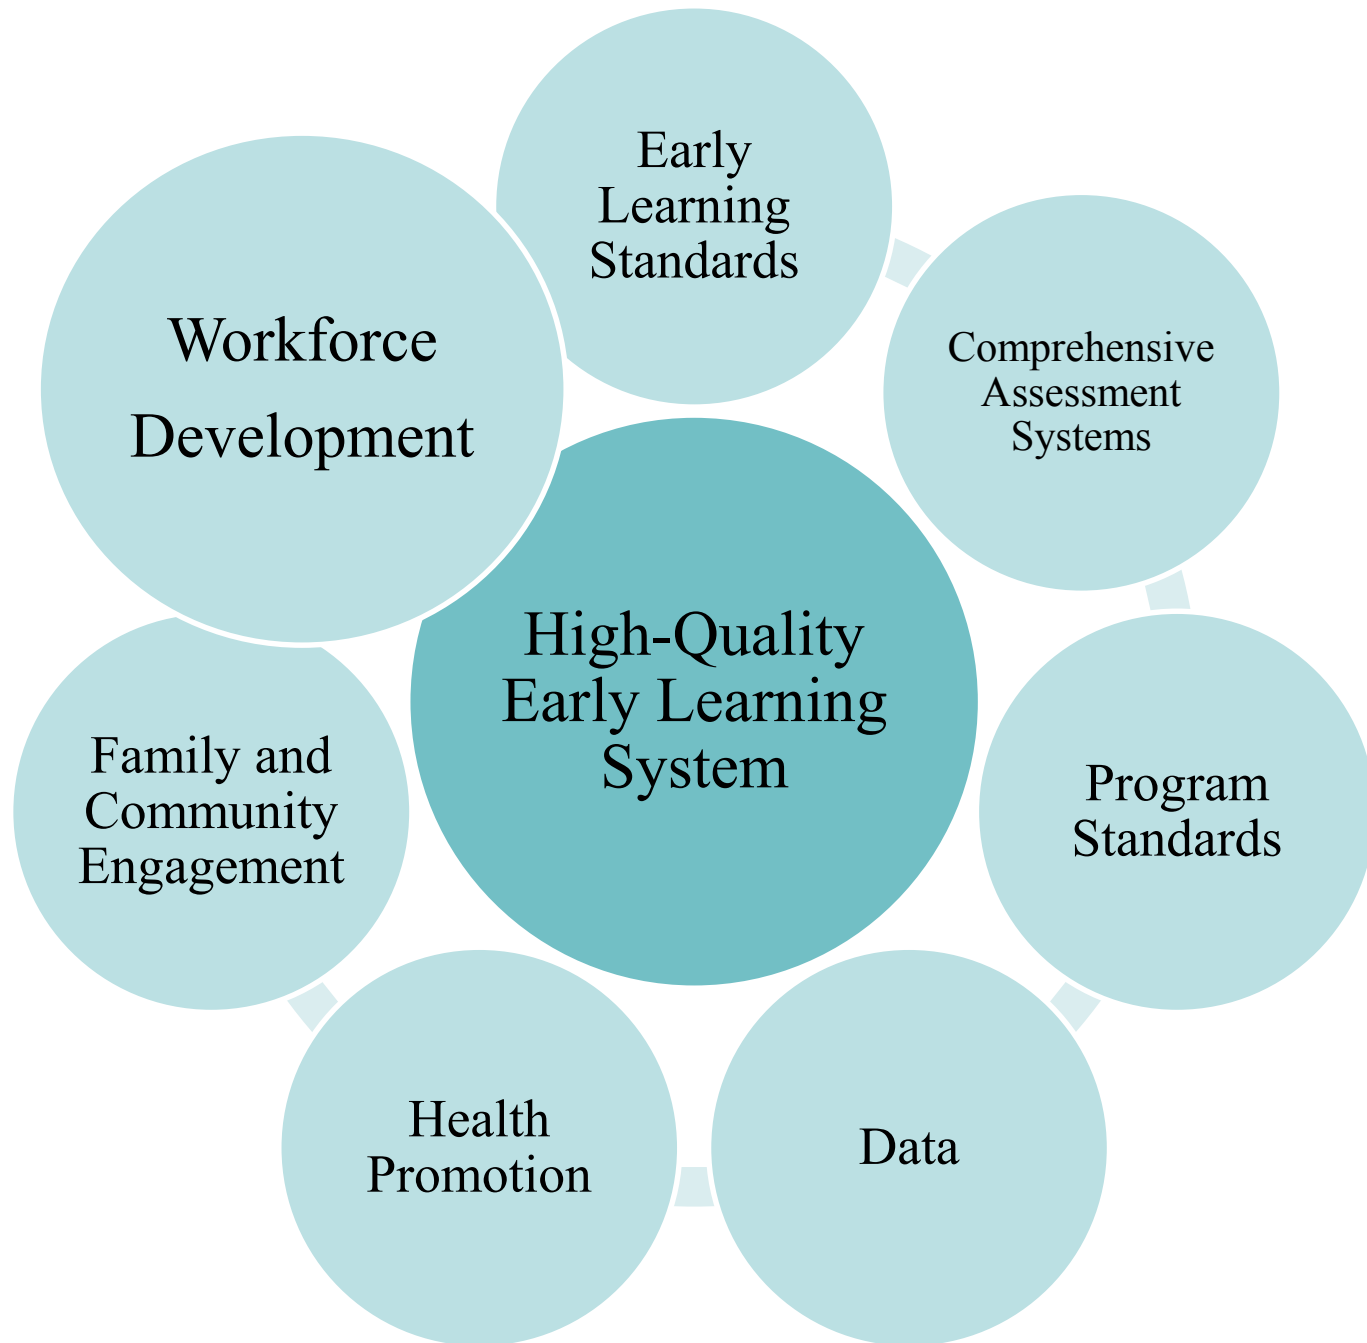 Early
Learning
Standards
Comprehensive
Assessment
Systems
Program
Standards
Data
Health
Promotion
Family and
Community
Engagement
Workforce
Development
High-Quality
Early Learning
System